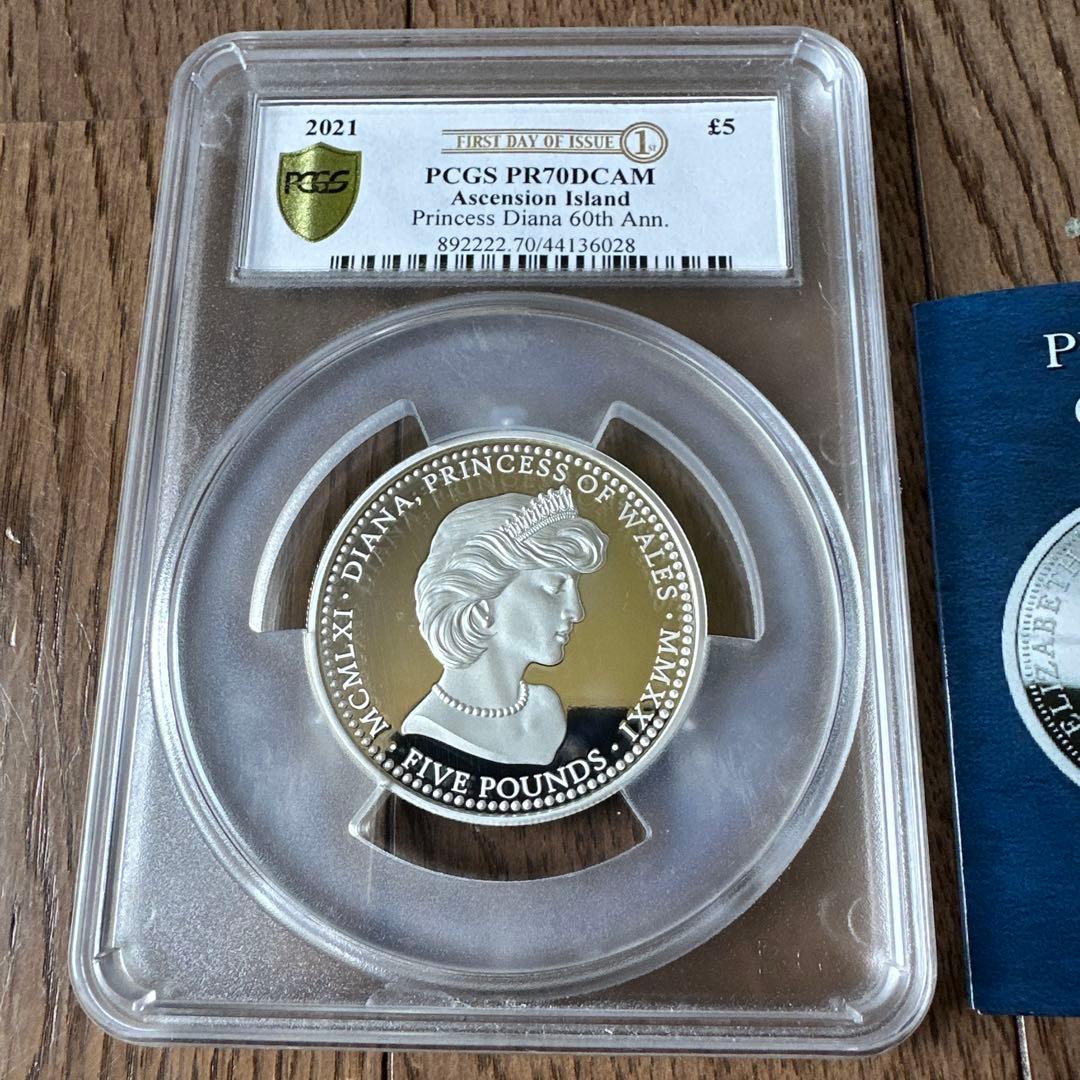 2021
FIRST DAY OF ISSUE 1st
£5
PCGS
PCGS PR70DCAM
Ascension Island
Princess Diana 60th Ann.
892222.70/44136028
MCMLXI · DIANA, PRINCESS OF WALES · MMXXI
· FIVE POUNDS ·
P
ELIZABETH